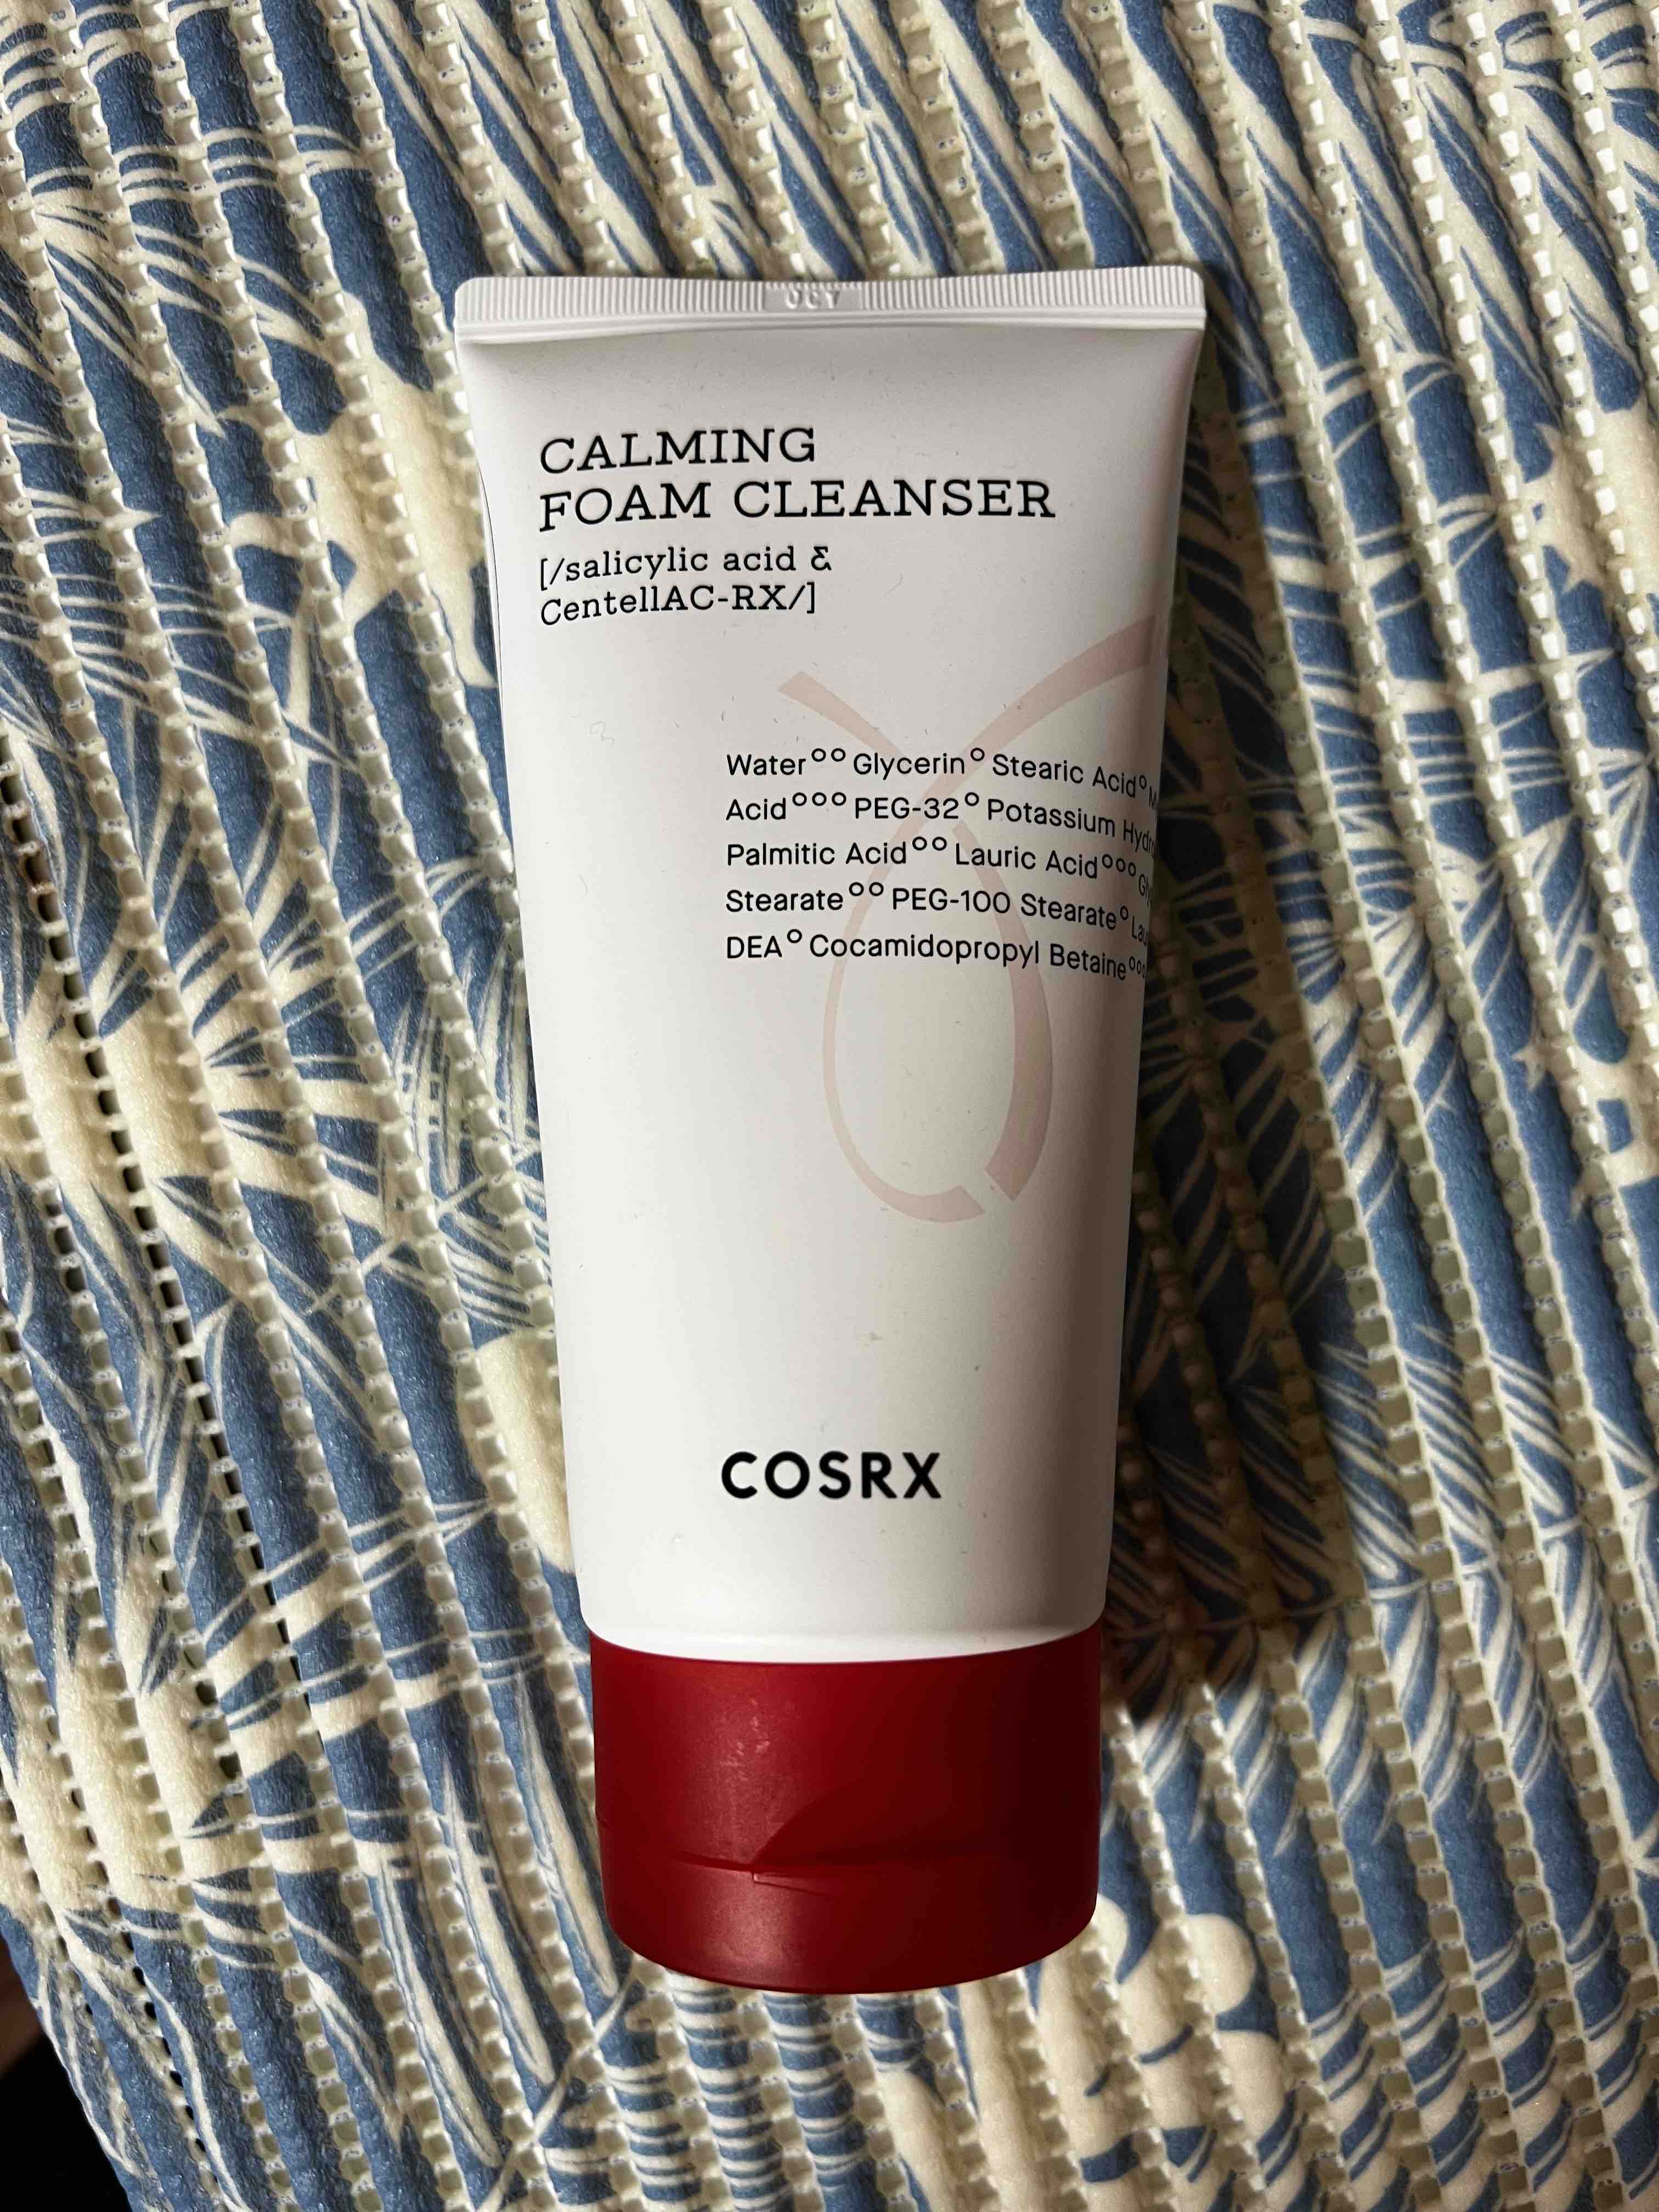 CALMING
FOAM CLEANSER
[/salicylic acid &
CentellAC-RX/]
Water°° Glycerin° Stearic Acid°
Acid°°° PEG-32° Potassium
Palmitic Acid°° Lauric Acid°°°
Stearate°° PEG-100 Stearate°
DEA° Cocamidopropyl Betaine°°°
COSRX